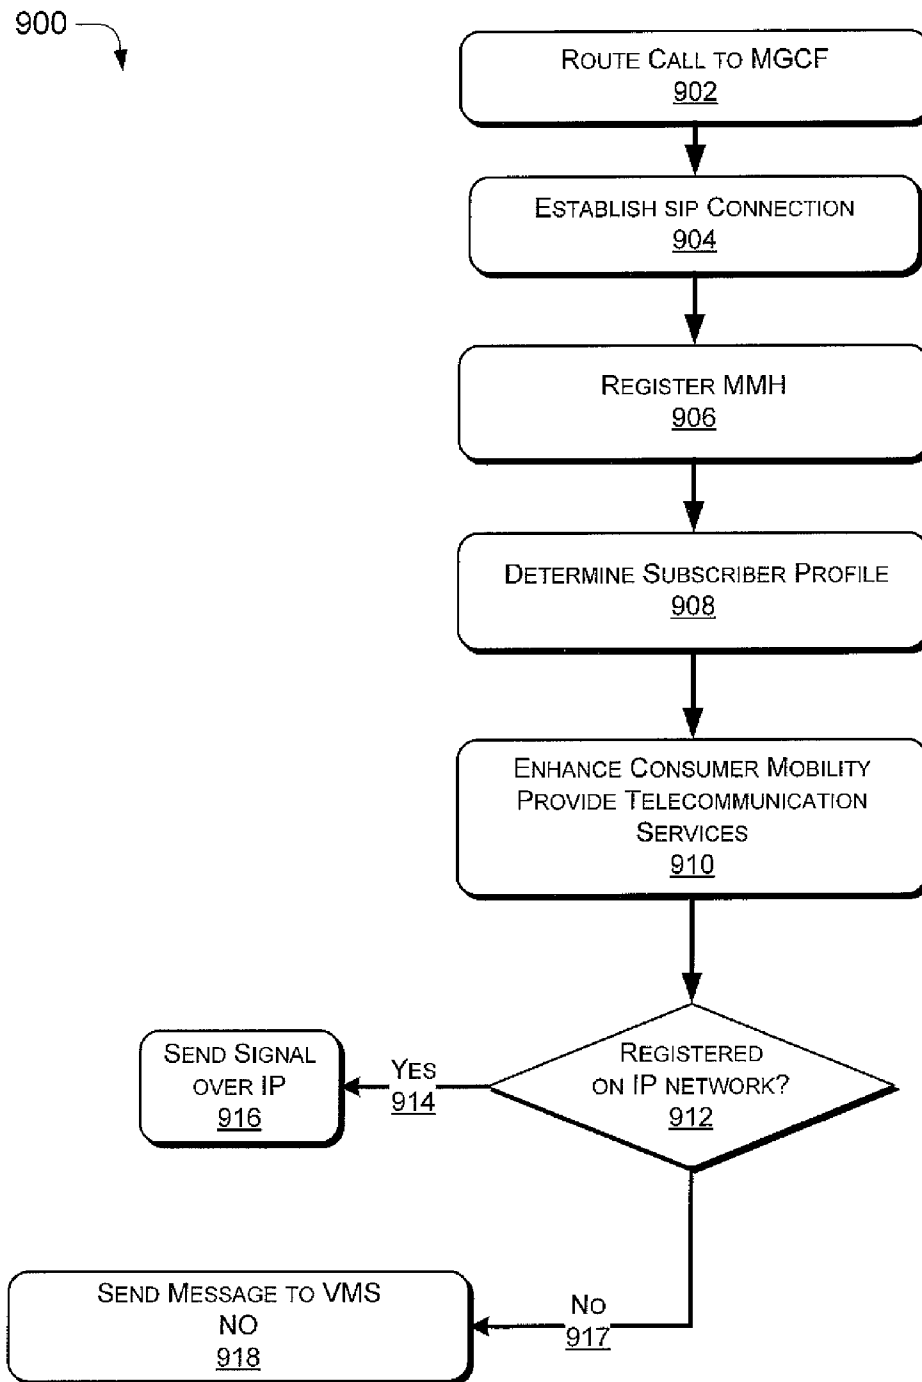 900
ROUTE CALL TO MGCF
902
ESTABLISH SIP CONNECTION
904
REGISTER MMH
906
DETERMINE SUBSCRIBER PROFILE
908
ENHANCE CONSUMER MOBILITY
PROVIDE TELECOMMUNICATION
SERVICES
910
REGISTERED
ON IP NETWORK?
912
YES
914
SEND SIGNAL
OVER IP
916
NO
917
SEND MESSAGE TO VMS
NO
918